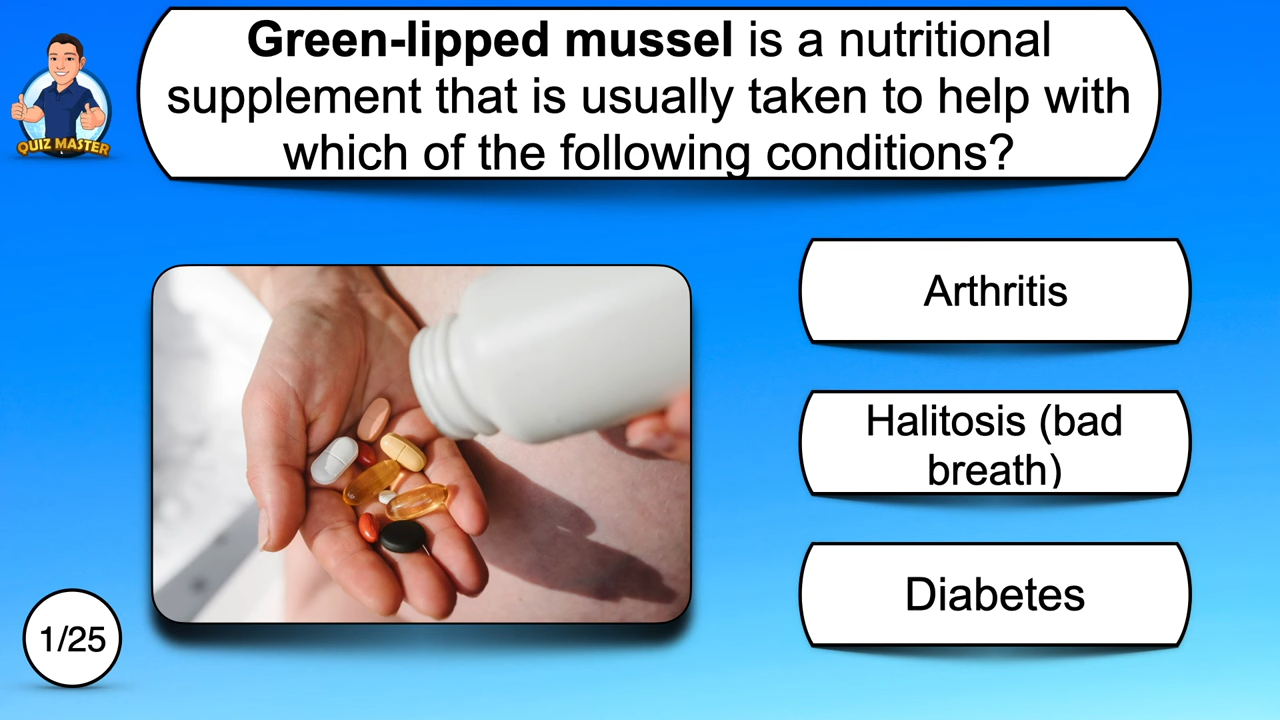 Green-lipped mussel is a nutritional
supplement that is usually taken to help with
which of the following conditions?
QUIZ MASTER
Arthritis
Halitosis (bad
breath)
Diabetes
1/25